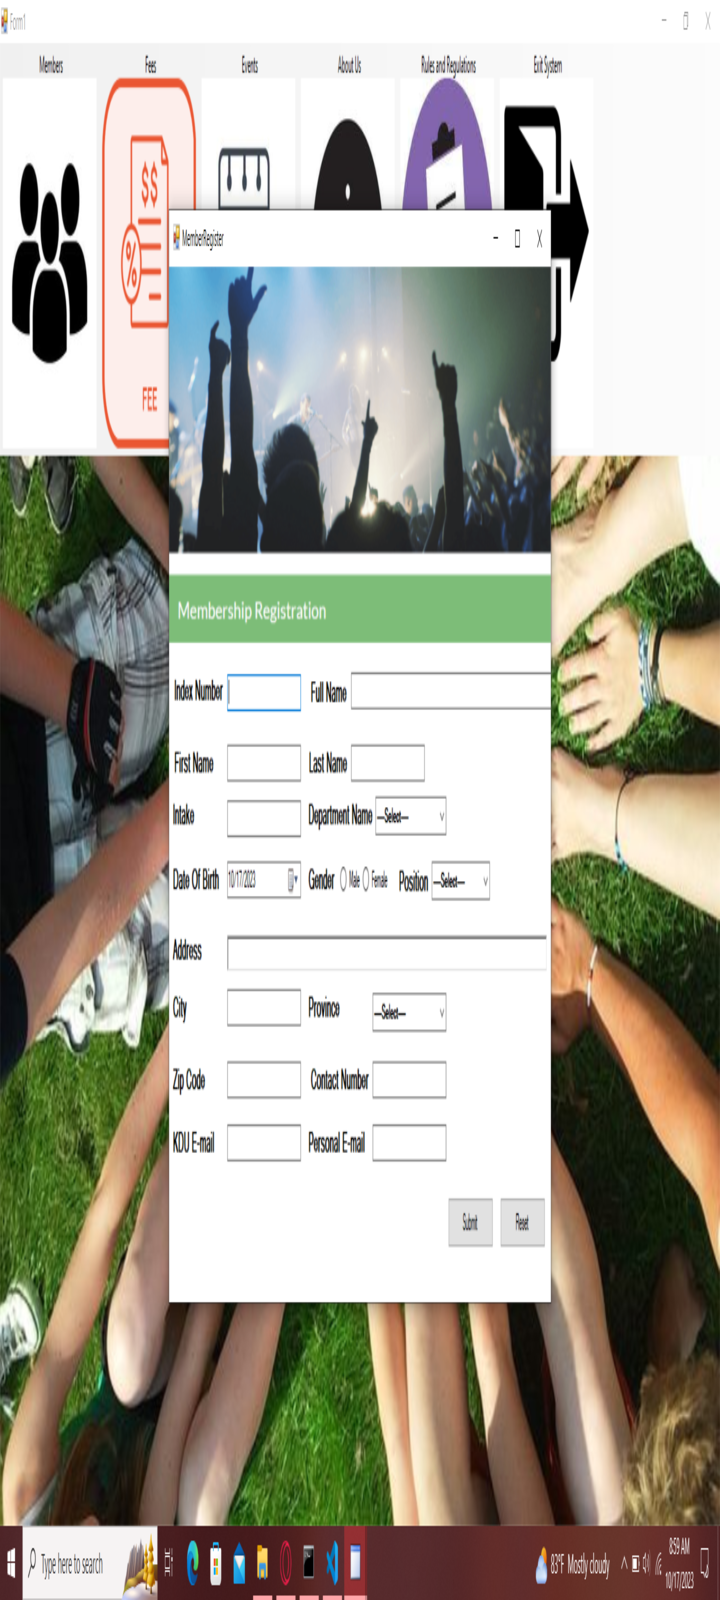 Form1
Members Fees Events About Us Rules and Regulations Exit System
$$
%
FEE
MemberRegister
Membership Registration
Index Number Full Name
First Name Last Name
Intake Department Name ---Select---
Date Of Birth 10/17/2023 Gender Male Female Position ---Select---
Address
City Province ---Select---
Zip Code Contact Number
KDU E-mail Personal E-mail
Submit Reset
Type here to search 83°F Mostly cloudy 8:59 AM
10/17/2023